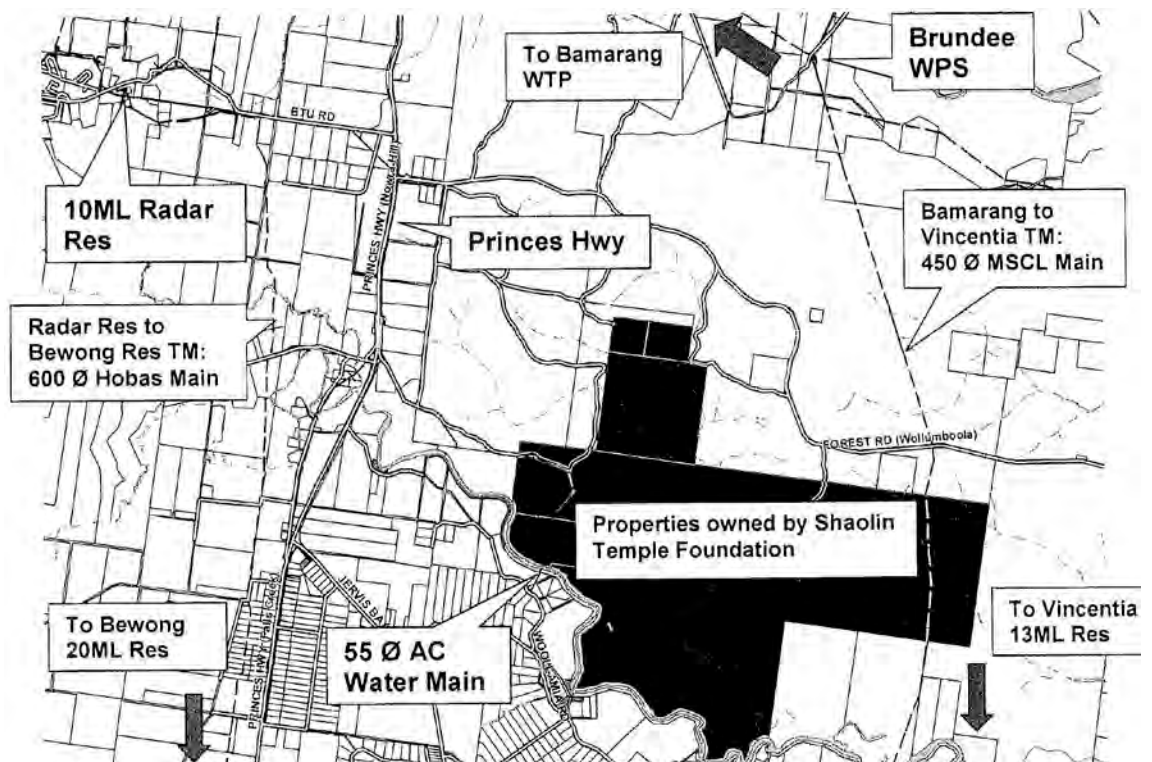 To Bamarang
WTP
Brundee
WPS
BTU RD
10ML Radar
Res
PRINCES HWY
Princes Hwy
Bamarang to
Vincentia TM:
450 Ø MSCL Main
Radar Res to
Bewong Res TM:
600 Ø Hobas Main
FOREST RD (Wollumboola)
Properties owned by Shaolin
Temple Foundation
To Bewong
20ML Res
JERVIS BA
55 Ø AC
Water Main
PRINCES HWY
To Vincentia
13ML Res